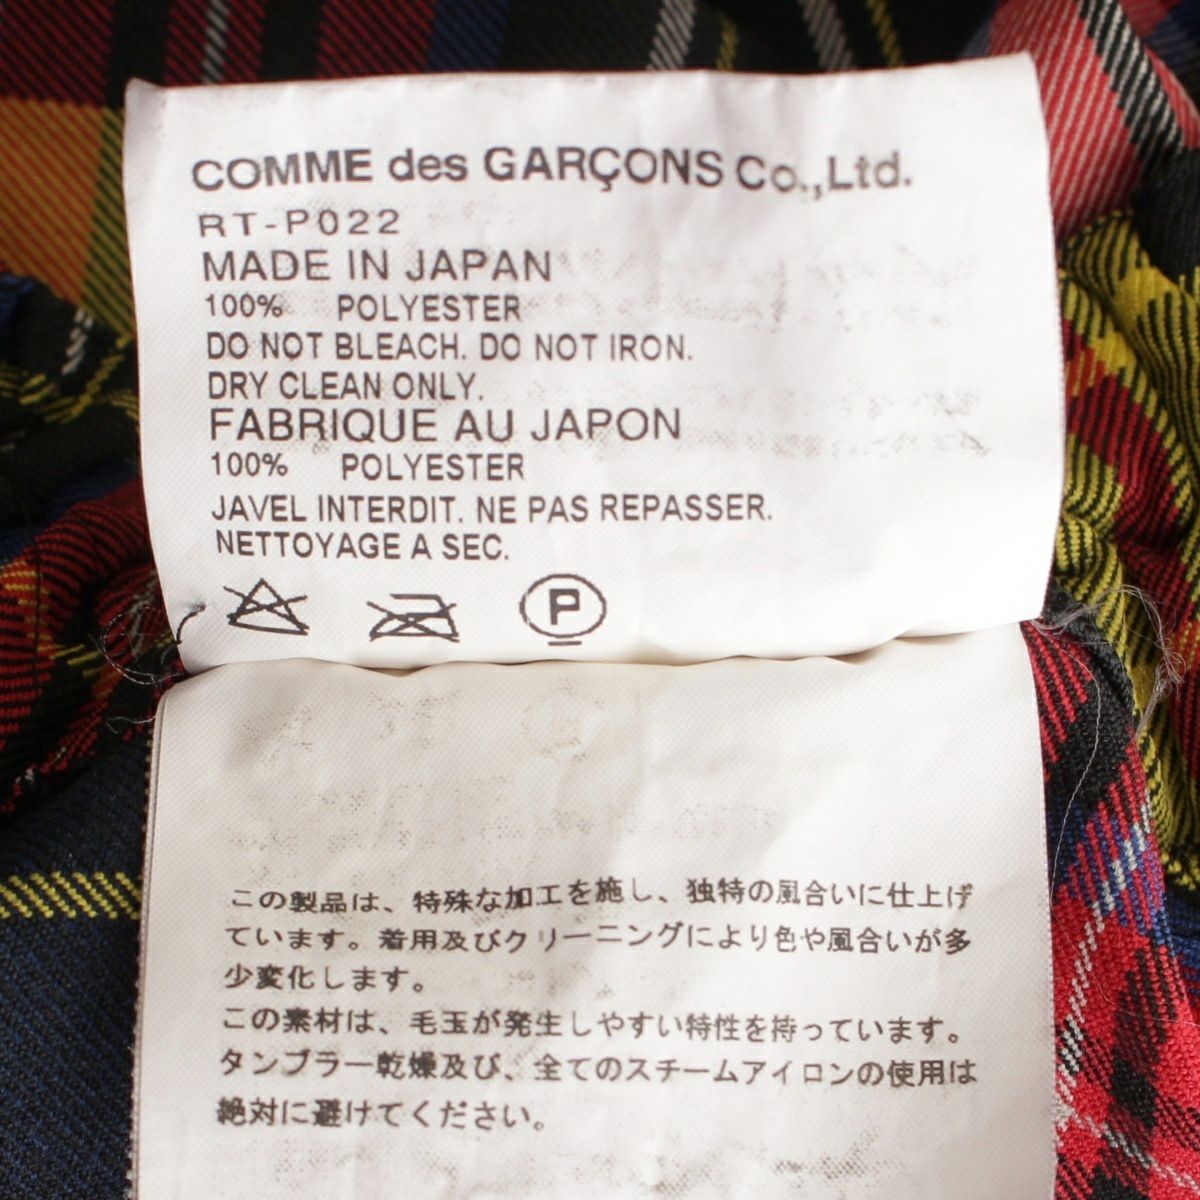 COMME des GARÇONS Co.,Ltd.
RT-P022
MADE IN JAPAN
100% POLYESTER
DO NOT BLEACH. DO NOT IRON.
DRY CLEAN ONLY.
FABRIQUE AU JAPON
100% POLYESTER
JAVEL INTERDIT. NE PAS REPASSER.
NETTOYAGE A SEC.
P
この製品は、特殊な加工を施し、独特の風合いに仕上げ
ています。着用及びクリーニングにより色や風合いが多
少変化します。
この素材は、毛玉が発生しやすい特性を持っています。
タンブラー乾燥及び、全てのスチームアイロンの使用は
絶対に避けてください。